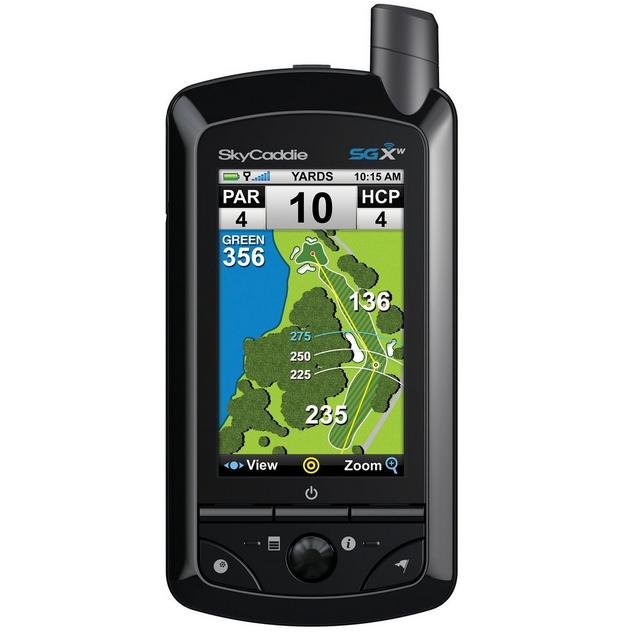 SkyCaddie SGXw
YARDS 10:15 AM
PAR 10 HCP
4 4
GREEN
356
136
275
250
225
235
View Zoom